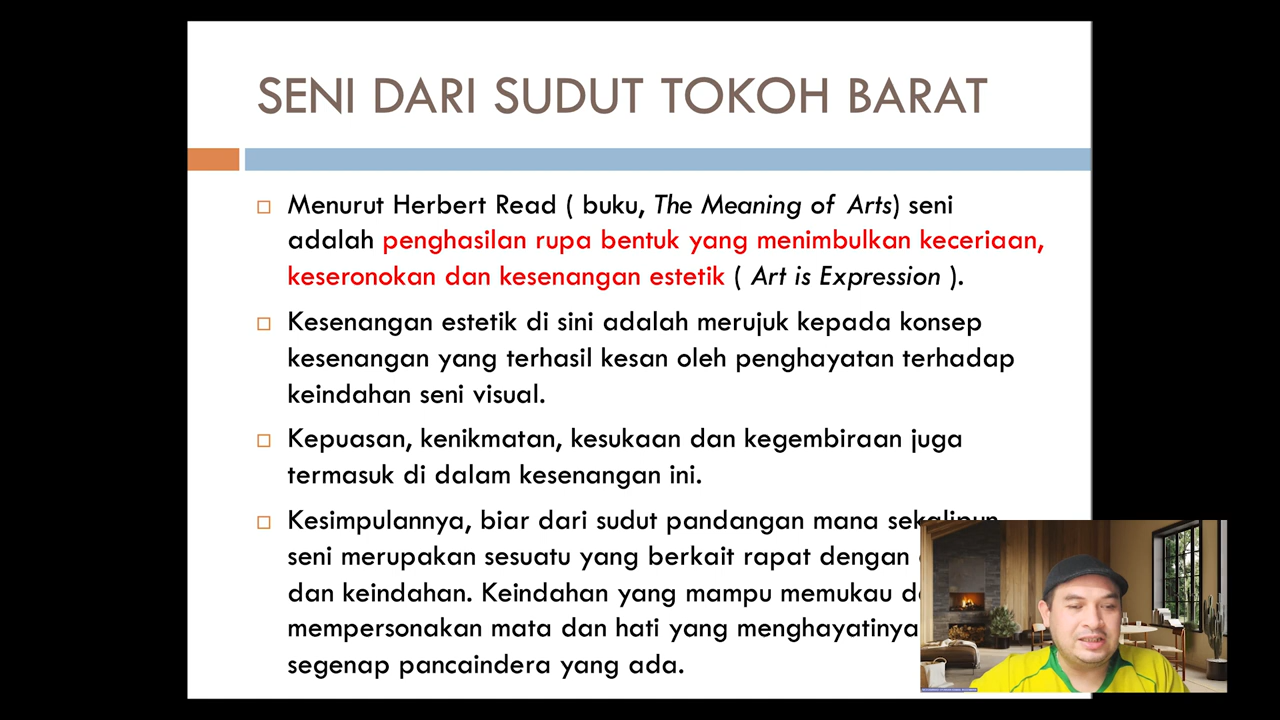 SENI DARI SUDUT TOKOH BARAT
Menurut Herbert Read ( buku, The Meaning of Arts) seni
adalah penghasilan rupa bentuk yang menimbulkan keceriaan,
keseronokan dan kesenangan estetik ( Art is Expression ).
Kesenangan estetik di sini adalah merujuk kepada konsep
kesenangan yang terhasil kesan oleh penghayatan terhadap
keindahan seni visual.
Kepuasan, kenikmatan, kesukaan dan kegembiraan juga
termasuk di dalam kesenangan ini.
Kesimpulannya, biar dari sudut pandangan mana sekalipun
seni merupakan sesuatu yang berkait rapat dengan
dan keindahan. Keindahan yang mampu memukau
mempersonakan mata dan hati yang menghayatinya
segenap pancaindera yang ada.